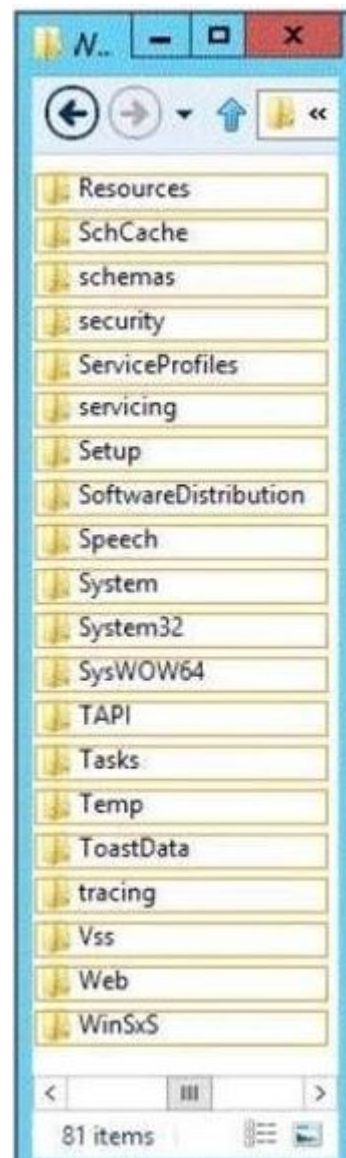 N...
«
Resources
SchCache
schemas
security
ServiceProfiles
servicing
Setup
SoftwareDistribution
Speech
System
System32
SysWOW64
TAPI
Tasks
Temp
ToastData
tracing
Vss
Web
WinSxS
81 items